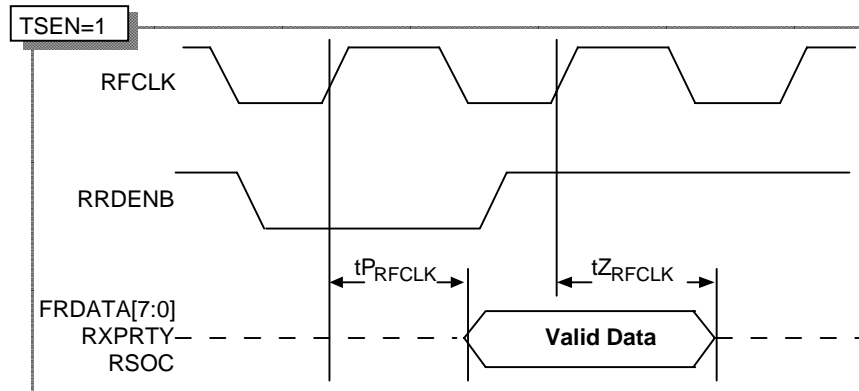 TSEN=1
RFCLK
RRDENB
tPRFCLK
tZRFCLK
FRDATA[7:0]
RXPRTY
RSOC
Valid Data